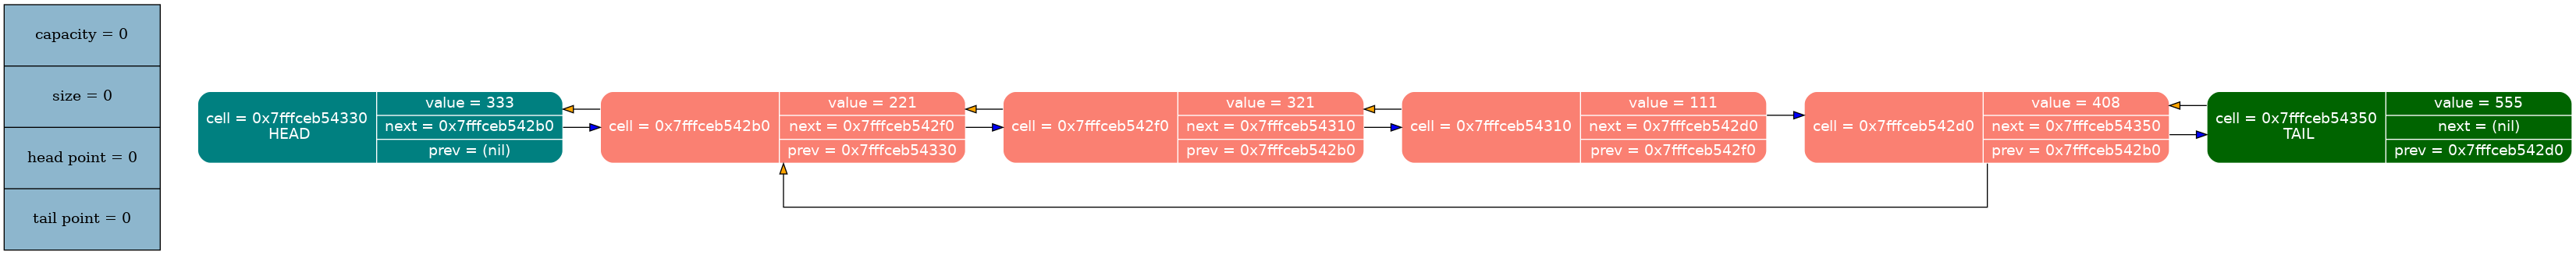 capacity = 0
size = 0
head point = 0
tail point = 0
cell = 0x7fffceb54330
HEAD
value = 333
next = 0x7fffceb542b0
prev = (nil)
cell = 0x7fffceb542b0
value = 221
next = 0x7fffceb542f0
prev = 0x7fffceb54330
cell = 0x7fffceb542f0
value = 321
next = 0x7fffceb54310
prev = 0x7fffceb542b0
cell = 0x7fffceb54310
value = 111
next = 0x7fffceb542d0
prev = 0x7fffceb542f0
cell = 0x7fffceb542d0
value = 408
next = 0x7fffceb54350
prev = 0x7fffceb542b0
cell = 0x7fffceb54350
TAIL
value = 555
next = (nil)
prev = 0x7fffceb542d0